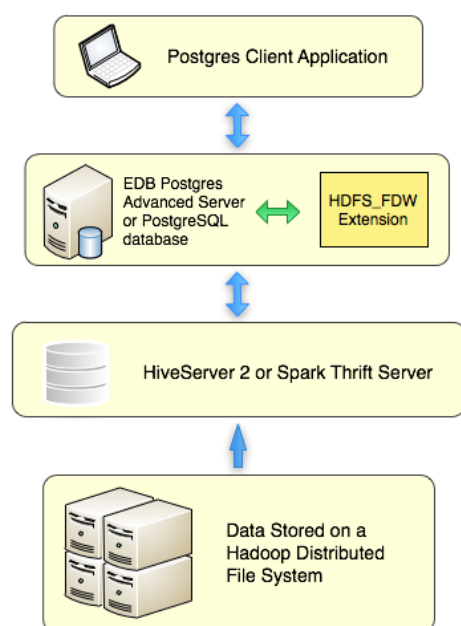 Postgres Client Application
EDB Postgres
Advanced Server
or PostgreSQL
database
HDFS_FDW
Extension
HiveServer 2 or Spark Thrift Server
Data Stored on a
Hadoop Distributed
File System